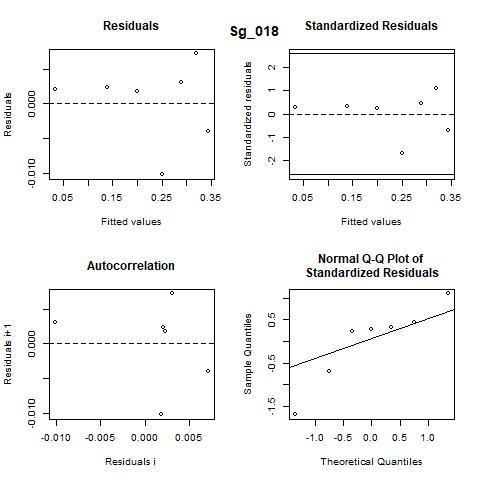 Sg_018
Residuals
Residuals
0.000
-0.010
0.05
0.15
0.25
0.35
Fitted values
Standardized Residuals
Standardized residuals
2
1
0
-1
-2
0.05
0.15
0.25
0.35
Fitted values
Autocorrelation
Residuals i+1
0.000
-0.010
-0.010
-0.005
0.000
0.005
Residuals i
Normal Q-Q Plot of
Standardized Residuals
Sample Quantiles
0.5
-0.5
-1.5
-1.0
0.0
0.5
1.0
Theoretical Quantiles